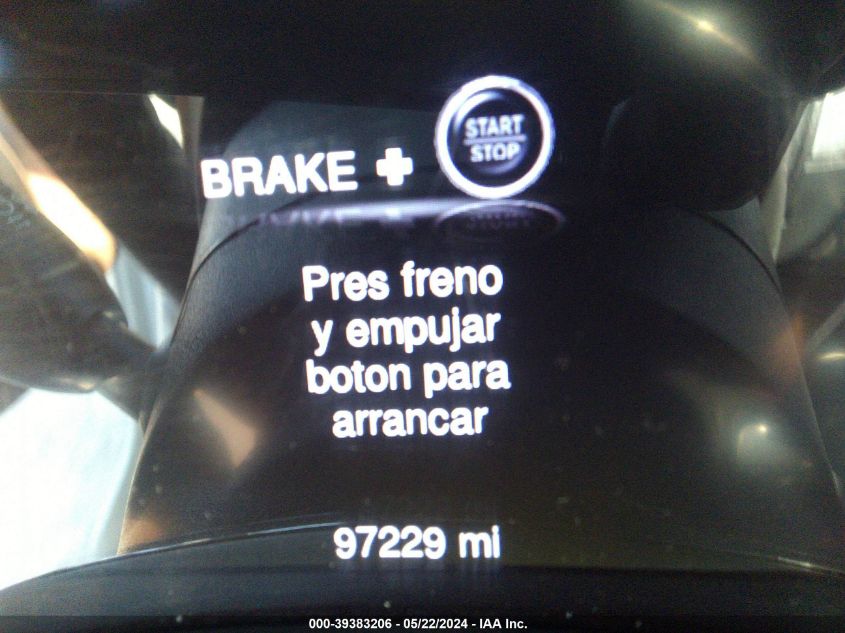 BRAKE + START
STOP
Pres freno
y empujar
boton para
arrancar
97229 mi
000-39383206 - 05/22/2024 - IAA Inc.